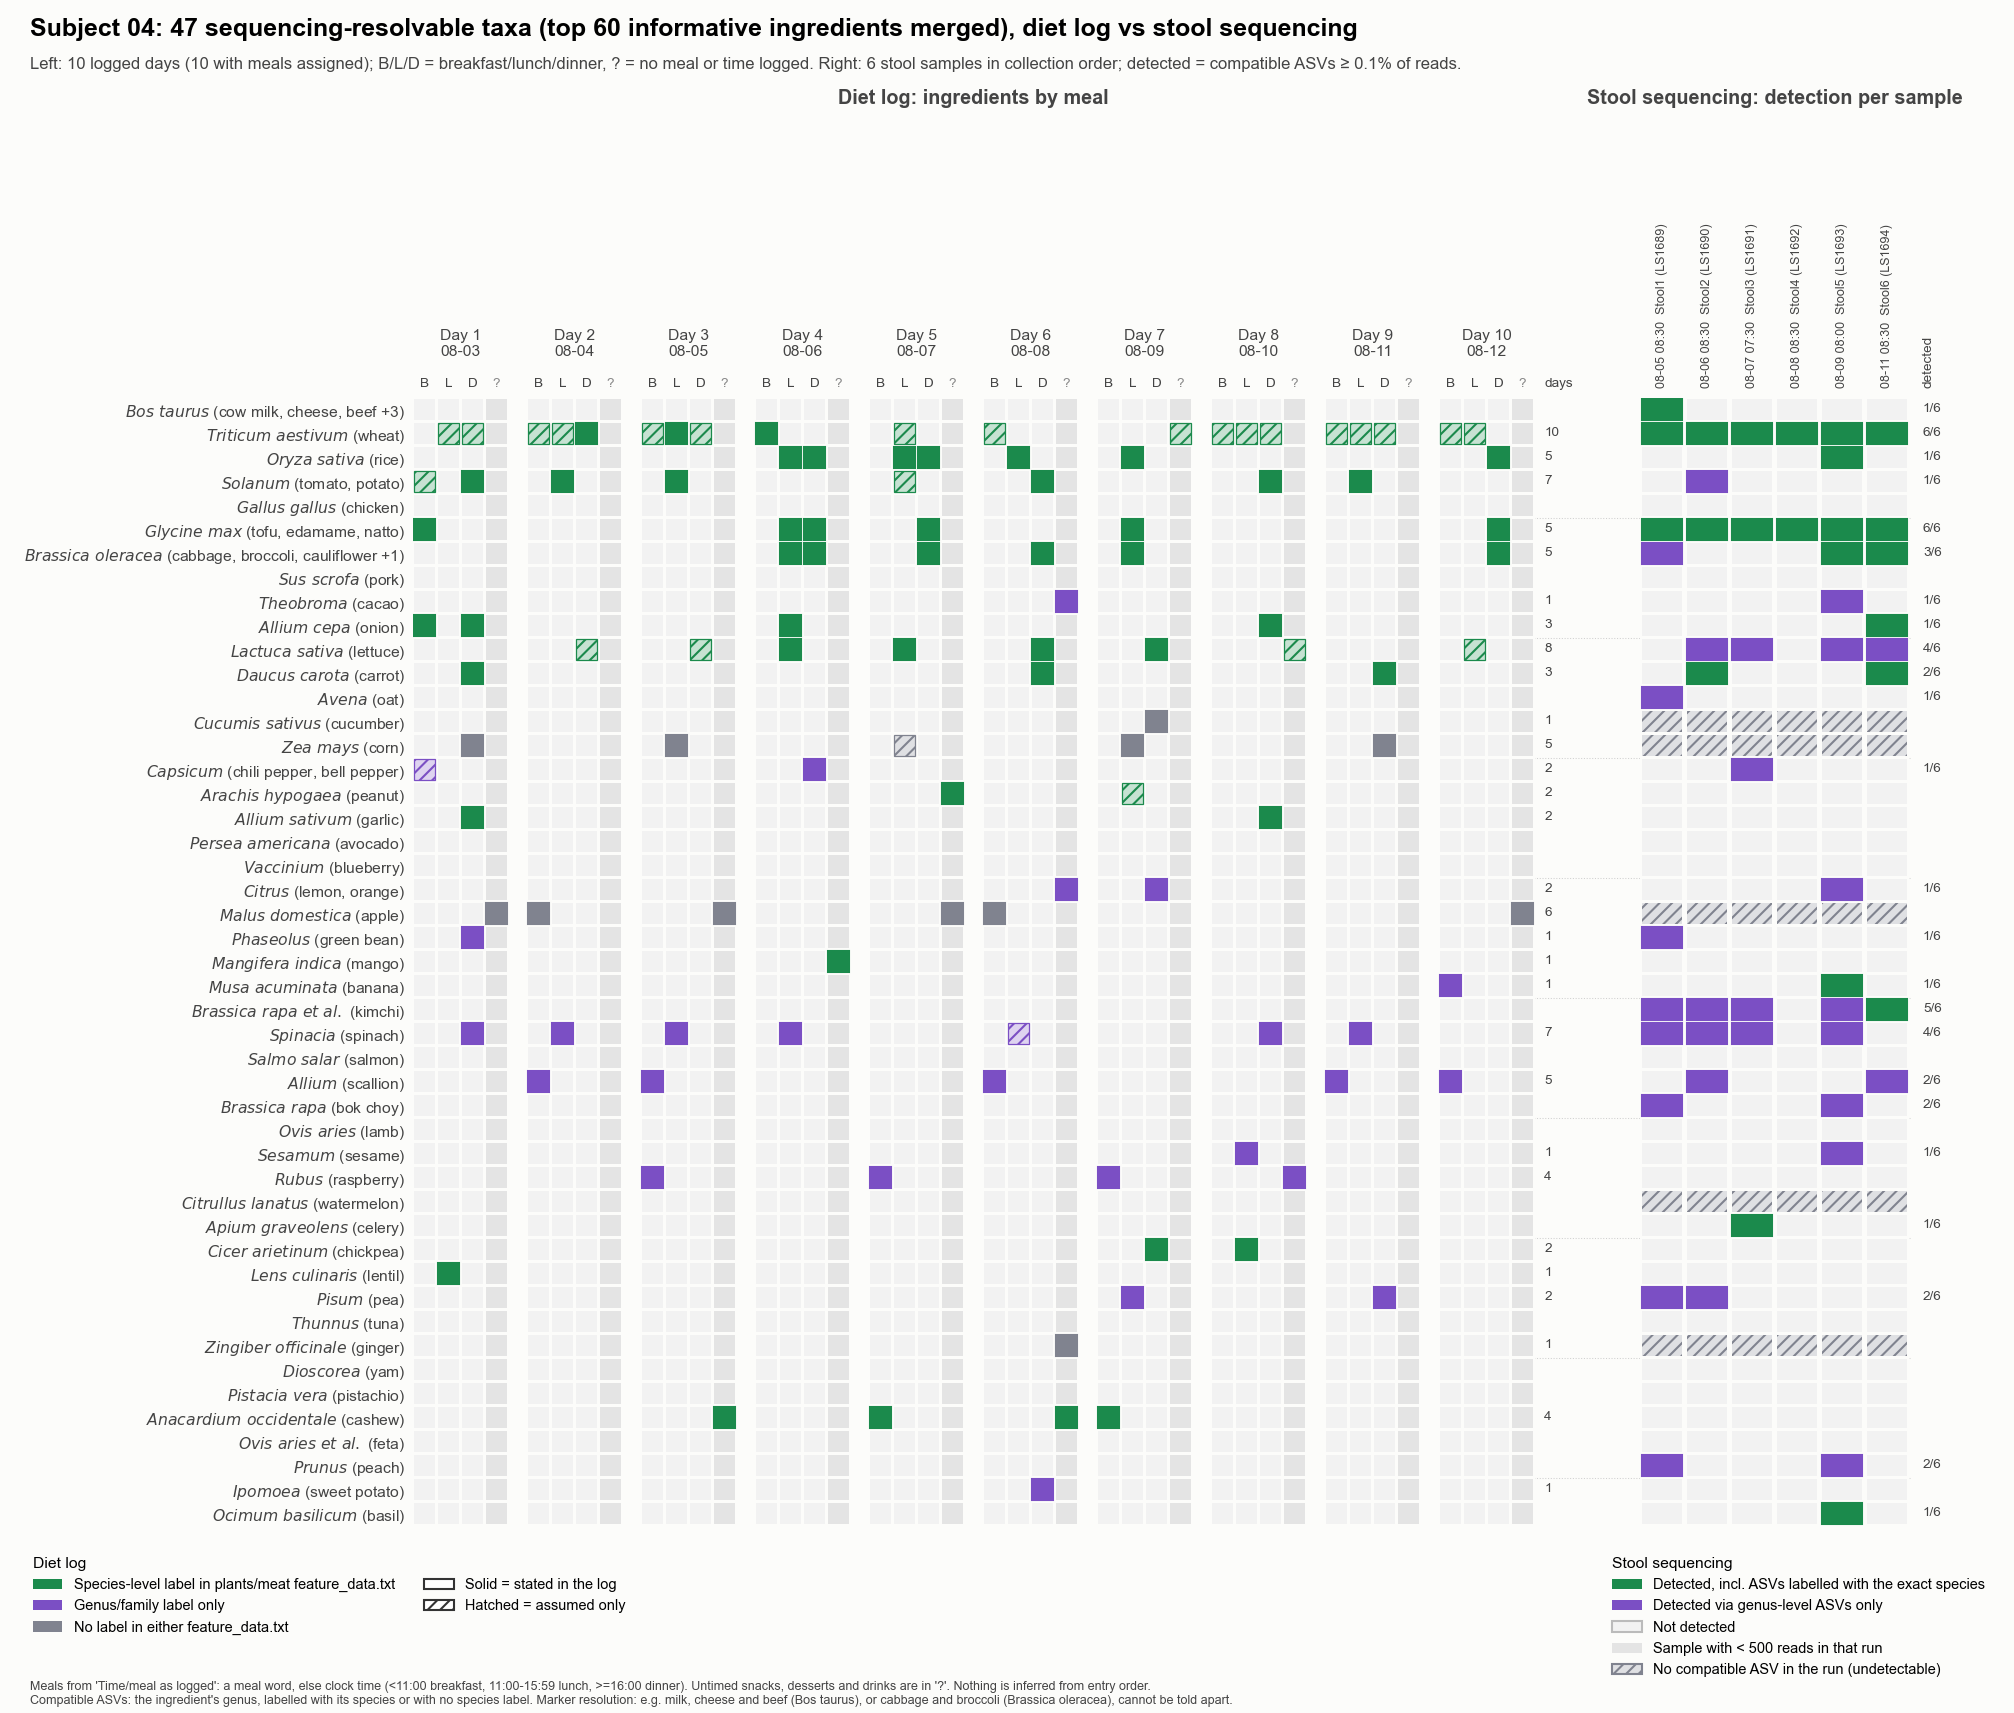 Subject 04: 47 sequencing-resolvable taxa (top 60 informative ingredients merged), diet log vs stool sequencing
Left: 10 logged days (10 with meals assigned); B/L/D = breakfast/lunch/dinner, ? = no meal or time logged. Right: 6 stool samples in collection order; detected = compatible ASVs ≥ 0.1% of reads.
Diet log: ingredients by meal
Stool sequencing: detection per sample
08-05 08:30 Stool1 (LS1689)
08-06 08:30 Stool2 (LS1690)
08-07 07:30 Stool3 (LS1691)
08-08 08:30 Stool4 (LS1692)
08-09 08:00 Stool5 (LS1693)
08-11 08:30 Stool6 (LS1694)
detected
Day 1 Day 2 Day 3 Day 4 Day 5 Day 6 Day 7 Day 8 Day 9 Day 10
08-03 08-04 08-05 08-06 08-07 08-08 08-09 08-10 08-11 08-12
B L D ? B L D ? B L D ? B L D ? B L D ? B L D ? B L D ? B L D ? B L D ? B L D ? days
Bos taurus (cow milk, cheese, beef +3) 1/6
Triticum aestivum (wheat) 10 6/6
Oryza sativa (rice) 5 1/6
Solanum (tomato, potato) 7 1/6
Gallus gallus (chicken)
Glycine max (tofu, edamame, natto) 5 6/6
Brassica oleracea (cabbage, broccoli, cauliflower +1) 5 3/6
Sus scrofa (pork)
Theobroma (cacao) 1 1/6
Allium cepa (onion) 3 1/6
Lactuca sativa (lettuce) 8 4/6
Daucus carota (carrot) 3 2/6
Avena (oat) 1/6
Cucumis sativus (cucumber) 1
Zea mays (corn) 5
Capsicum (chili pepper, bell pepper) 2 1/6
Arachis hypogaea (peanut) 2
Allium sativum (garlic) 2
Persea americana (avocado)
Vaccinium (blueberry)
Citrus (lemon, orange) 2 1/6
Malus domestica (apple) 6
Phaseolus (green bean) 1 1/6
Mangifera indica (mango) 1
Musa acuminata (banana) 1 1/6
Brassica rapa et al. (kimchi) 5/6
Spinacia (spinach) 7 4/6
Salmo salar (salmon)
Allium (scallion) 5 2/6
Brassica rapa (bok choy) 2/6
Ovis aries (lamb)
Sesamum (sesame) 1 1/6
Rubus (raspberry) 4
Citrullus lanatus (watermelon)
Apium graveolens (celery) 1/6
Cicer arietinum (chickpea) 2
Lens culinaris (lentil) 1
Pisum (pea) 2 2/6
Thunnus (tuna)
Zingiber officinale (ginger) 1
Dioscorea (yam)
Pistacia vera (pistachio)
Anacardium occidentale (cashew) 4
Ovis aries et al. (feta)
Prunus (peach) 2/6
Ipomoea (sweet potato) 1
Ocimum basilicum (basil) 1/6
Diet log
Species-level label in plants/meat feature_data.txt
Genus/family label only
No label in either feature_data.txt
Solid = stated in the log
Hatched = assumed only
Stool sequencing
Detected, incl. ASVs labelled with the exact species
Detected via genus-level ASVs only
Not detected
Sample with < 500 reads in that run
No compatible ASV in the run (undetectable)
Meals from 'Time/meal as logged': a meal word, else clock time (<11:00 breakfast, 11:00-15:59 lunch, >=16:00 dinner). Untimed snacks, desserts and drinks are in '?'. Nothing is inferred from entry order.
Compatible ASVs: the ingredient's genus, labelled with its species or with no species label. Marker resolution: e.g. milk, cheese and beef (Bos taurus), or cabbage and broccoli (Brassica oleracea), cannot be told apart.